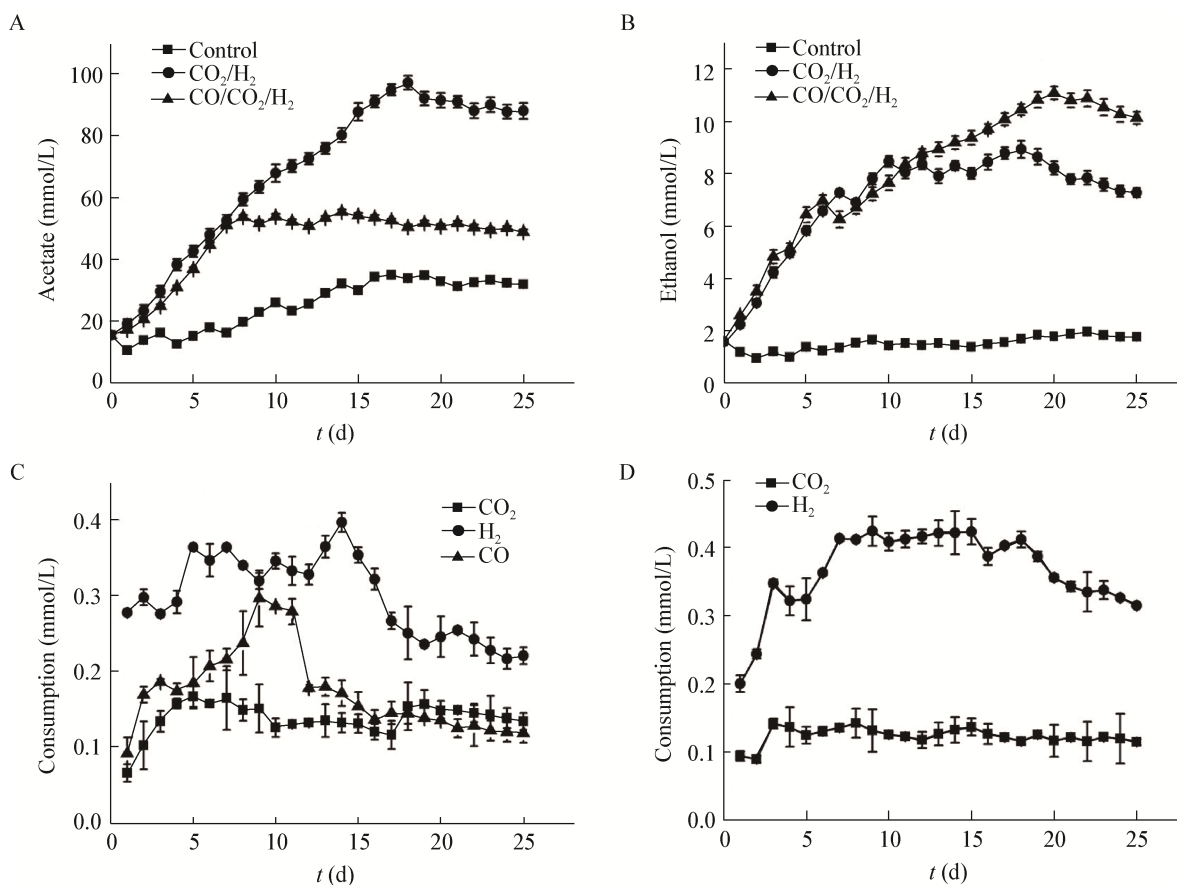 A
Control
CO₂/H₂
CO/CO₂/H₂
Acetate (mmol/L)
100
80
60
40
20
0
0 5 10 15 20 25
t (d)
B
Control
CO₂/H₂
CO/CO₂/H₂
Ethanol (mmol/L)
12
10
8
6
4
2
0
0 5 10 15 20 25
t (d)
C
CO₂
H₂
CO
Consumption (mmol/L)
0.4
0.3
0.2
0.1
0.0
0 5 10 15 20 25
t (d)
D
CO₂
H₂
Consumption (mmol/L)
0.5
0.4
0.3
0.2
0.1
0.0
0 5 10 15 20 25
t (d)